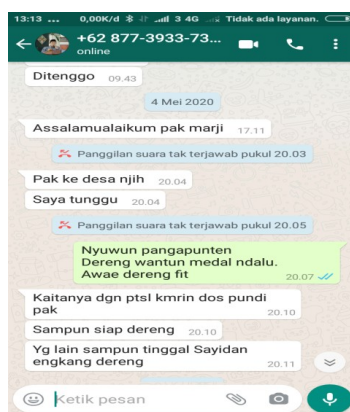 13:13 ... 0,00K/d 3 4G Tidak ada layanan.
+62 877-3933-73...
online
Ditenggo 09.43
4 Mei 2020
Assalamualaikum pak marji 17.11
Panggilan suara tak terjawab pukul 20.03
Pak ke desa njih 20.04
Saya tunggu 20.04
Panggilan suara tak terjawab pukul 20.05
Nyuwun pangapunten
Dereng wantun medal ndalu.
Awae dereng fit 20.07
Kaitanya dgn ptsl kmrin dos pundi
pak 20.10
Sampun siap dereng 20.10
Yg lain sampun tinggal Sayidan
engkang dereng 20.11
Ketik pesan